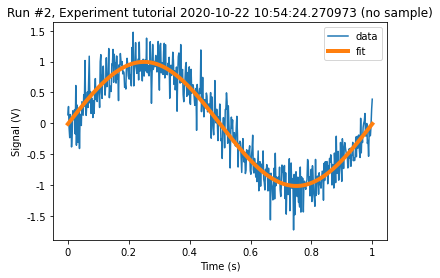 Run #2, Experiment tutorial 2020-10-22 10:54:24.270973 (no sample)
data
fit
Signal (V)
1.5
1
0.5
0
-0.5
-1
-1.5
0 0.2 0.4 0.6 0.8 1
Time (s)